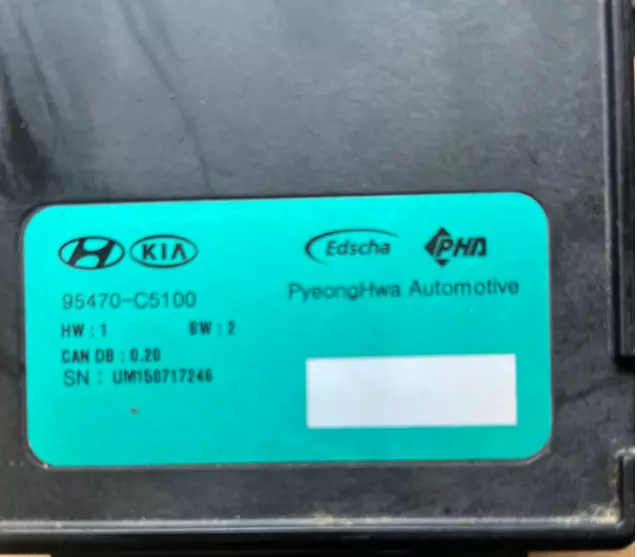 KIA
95470-C5100
HW : 1 SW : 2
CAN DB : 0.20
SN : UM150717246
Edscha PHA
PyeongHwa Automotive